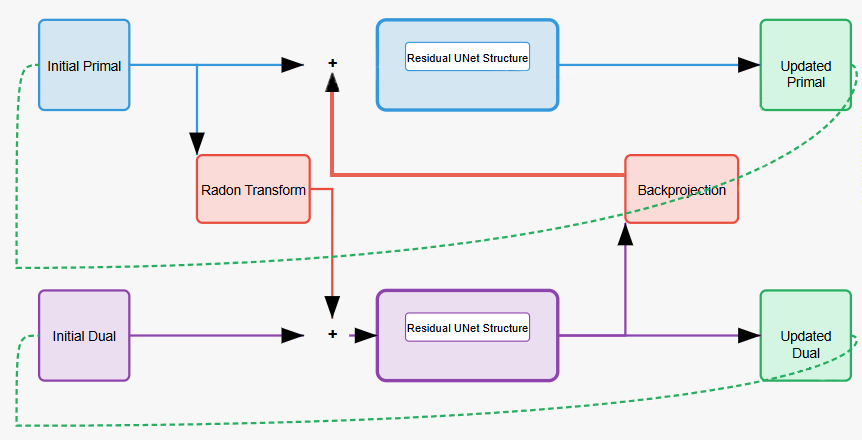 Initial Primal
+
Residual UNet Structure
Updated
Primal
Radon Transform
Backprojection
Initial Dual
+
Residual UNet Structure
Updated
Dual